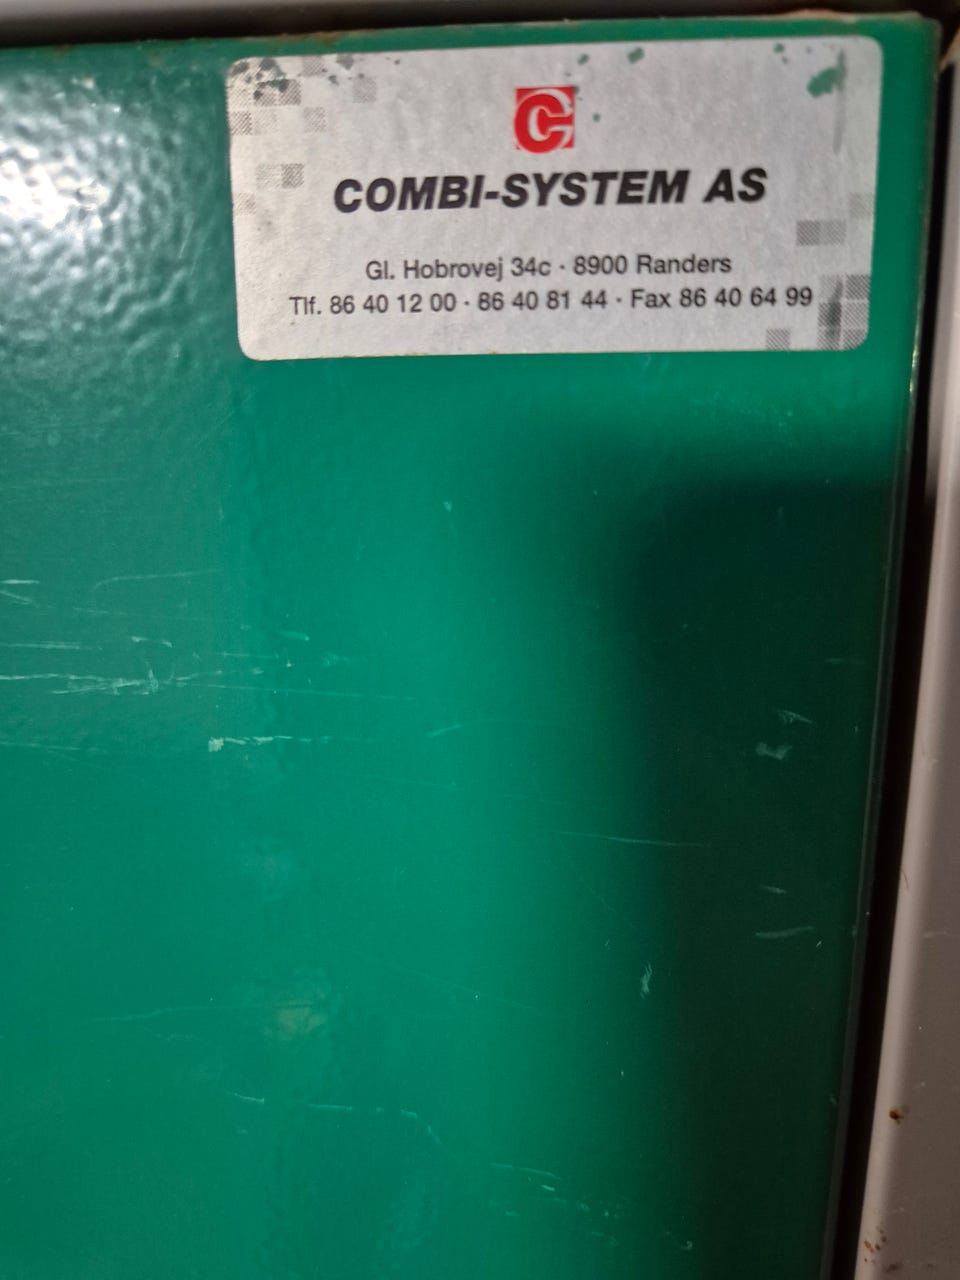 C
COMBI-SYSTEM AS
Gl. Hobrovej 34c · 8900 Randers
Tlf. 86 40 12 00 · 86 40 81 44 · Fax 86 40 64 99